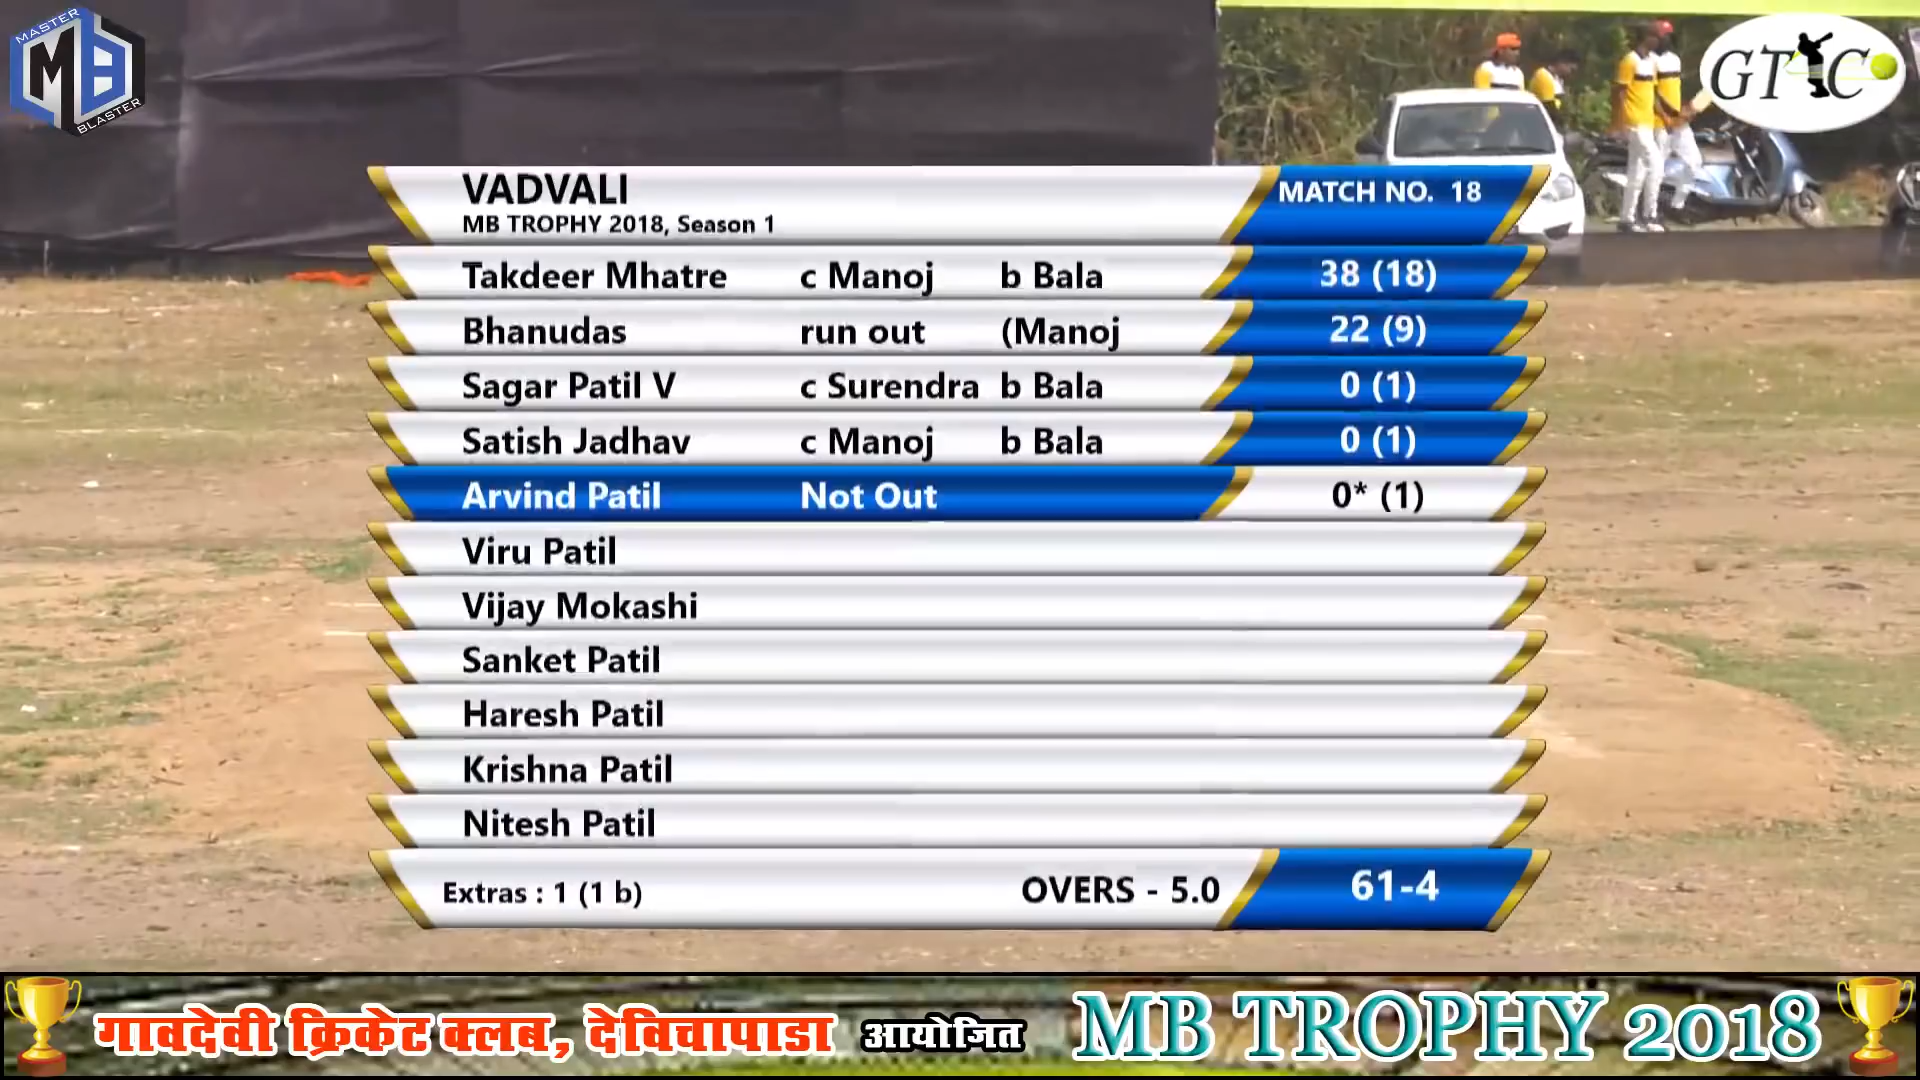 MASTER
MB
BLASTER
GTCC
VADVALI
MATCH NO. 18
MB TROPHY 2018, Season 1
Takdeer Mhatre c Manoj b Bala 38 (18)
Bhanudas run out (Manoj 22 (9)
Sagar Patil V c Surendra b Bala 0 (1)
Satish Jadhav c Manoj b Bala 0 (1)
Arvind Patil Not Out 0* (1)
Viru Patil
Vijay Mokashi
Sanket Patil
Haresh Patil
Krishna Patil
Nitesh Patil
Extras : 1 (1 b) OVERS - 5.0 61-4
गावदेवी क्रिकेट क्लब, देविचापाडा आयोजित MB TROPHY 2018